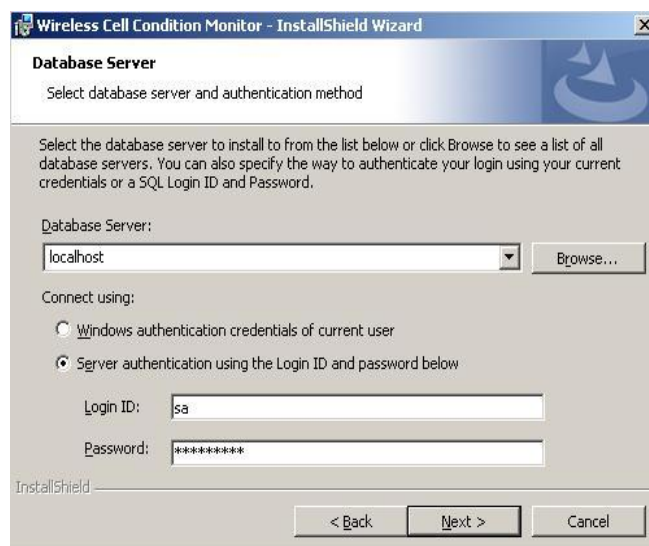 Wireless Cell Condition Monitor - InstallShield Wizard
Database Server
Select database server and authentication method
Select the database server to install to from the list below or click Browse to see a list of all
database servers. You can also specify the way to authenticate your login using your current
credentials or a SQL Login ID and Password.
Database Server:
localhost
Browse...
Connect using:
Windows authentication credentials of current user
Server authentication using the Login ID and password below
Login ID:
sa
Password:
*********
InstallShield
< Back
Next >
Cancel